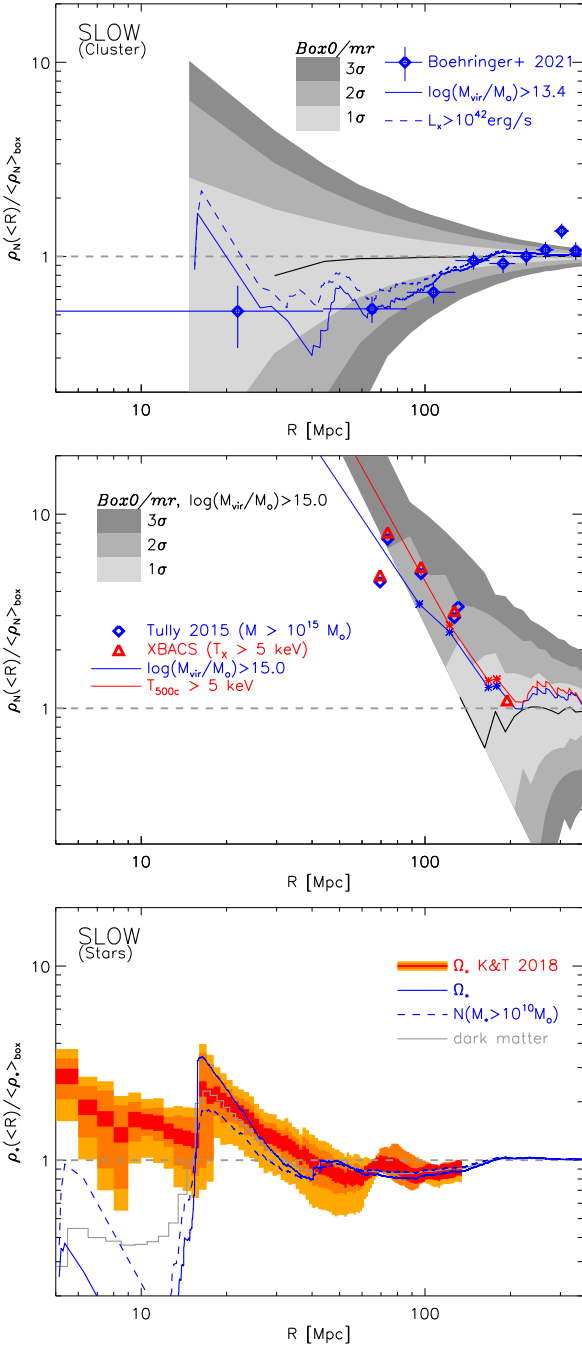 SLOW
(Cluster)
Box0/mr
3σ
2σ
1σ
Boehringer+ 2021
log(Mvir/M⊙)>13.4
Lx>10^42erg/s
10
1
ρN(<R)/<ρN>box
10
100
R [Mpc]
Box0/mr, log(Mvir/Mo)>15.0
3σ
2σ
1σ
Tully 2015 (M > 10^15 Mo)
XBACS (Tx > 5 keV)
log(Mvir/Mo)>15.0
T500c > 5 keV
10
1
ρN(<R)/<ρN>box
10
100
R [Mpc]
SLOW
(Stars)
Ω* K&T 2018
Ω*
N(M*>10^10Mo)
dark matter
10
1
ρ*(<R)/<ρ*>box
10
100
R [Mpc]